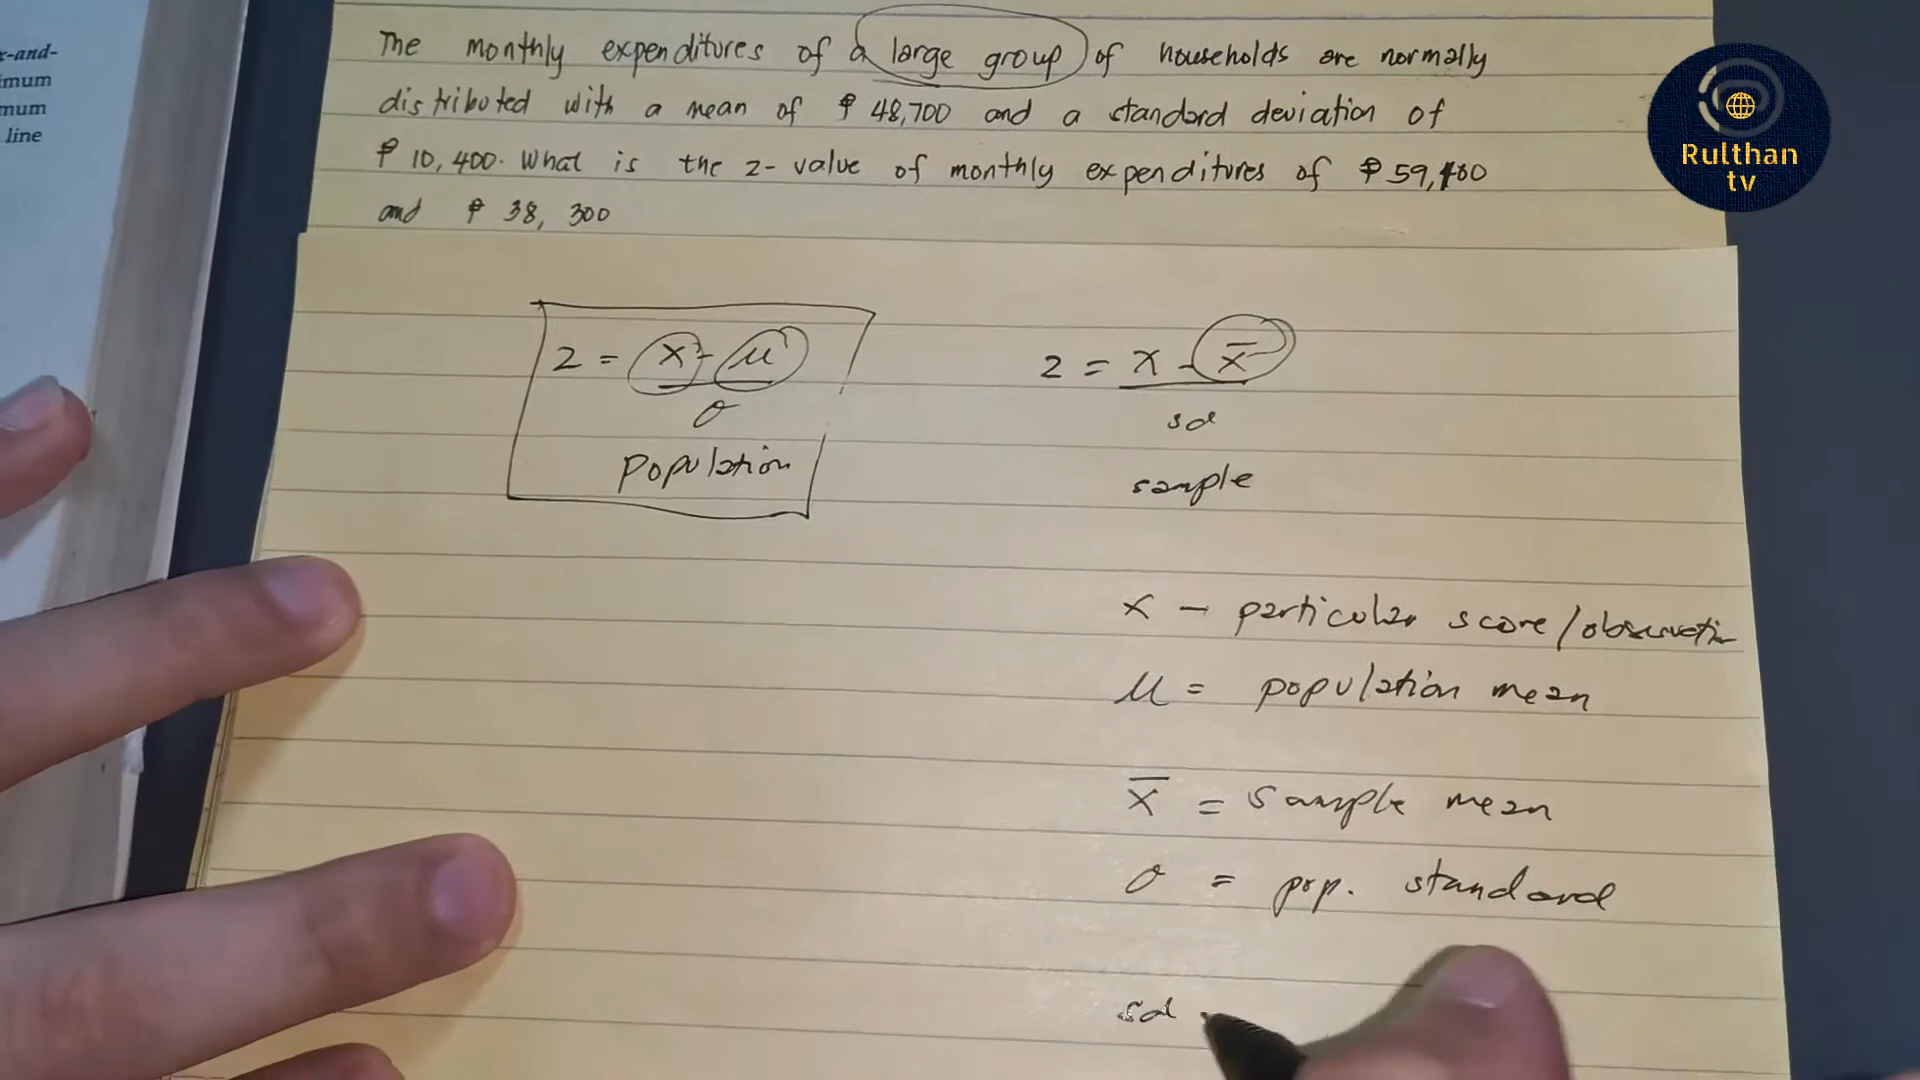 x-and-
imum
mum
line
The monthly expenditures of a large group of households are normally
distributed with a mean of ₱ 48,700 and a standard deviation of
₱ 10,400. What is the z-value of monthly expenditures of ₱ 59,100
and ₱ 38,300
Rulthan
tv
z = x - μ
σ
population
z = x - x̄
sd
sample
x — particular score/observation
μ = population mean
x̄ = sample mean
σ = pop. standard
sd